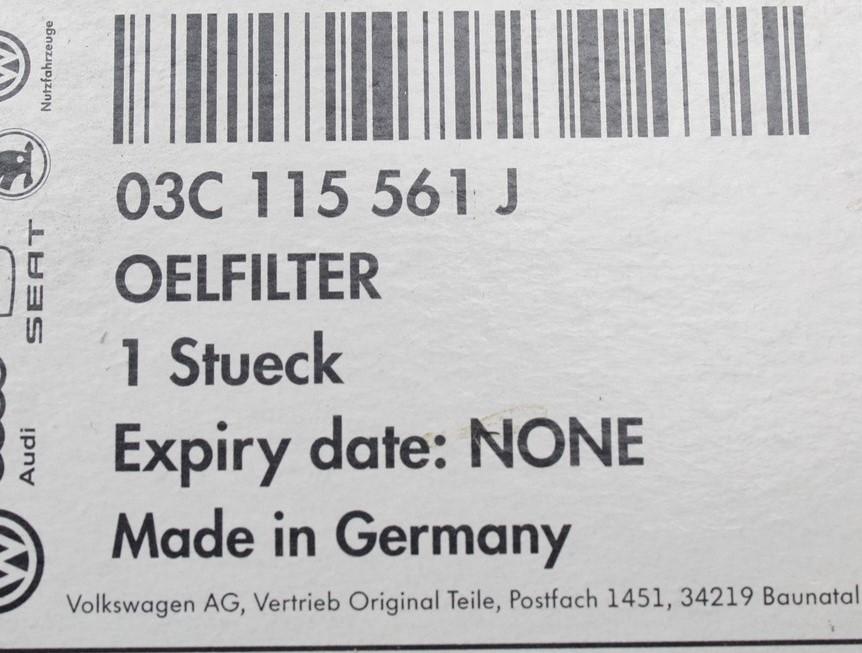 03C 115 561 J
OELFILTER
1 Stueck
Expiry date: NONE
Made in Germany
Volkswagen AG, Vertrieb Original Teile, Postfach 1451, 34219 Baunatal
Nutzfahrzeuge
SEAT
Audi